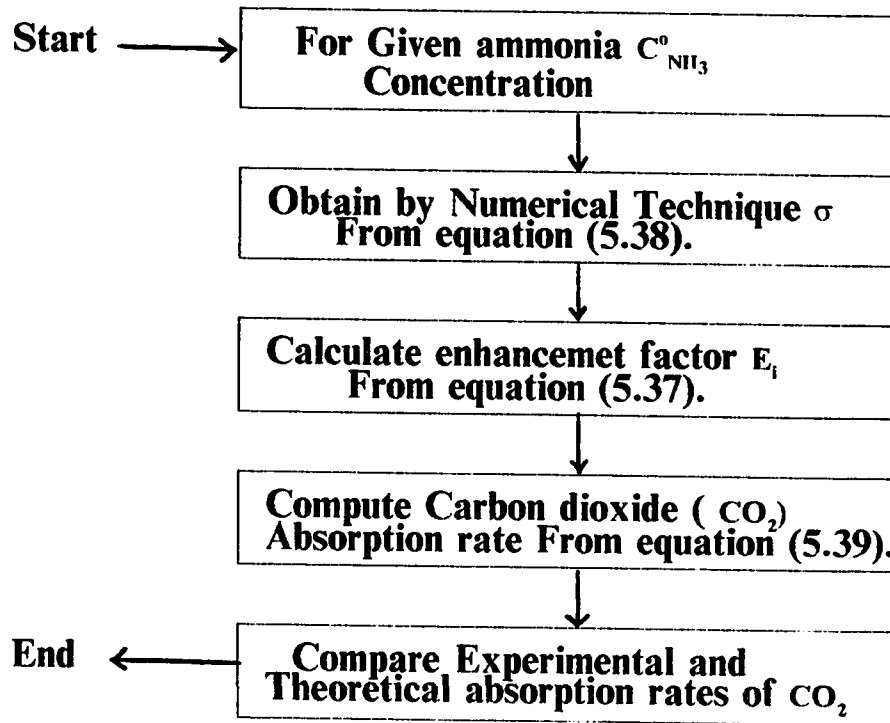 Start
For Given ammonia C°NH₃
Concentration
Obtain by Numerical Technique σ
From equation (5.38).
Calculate enhancemet factor Eᵢ
From equation (5.37).
Compute Carbon dioxide ( CO₂)
Absorption rate From equation (5.39).
End
Compare Experimental and
Theoretical absorption rates of CO₂